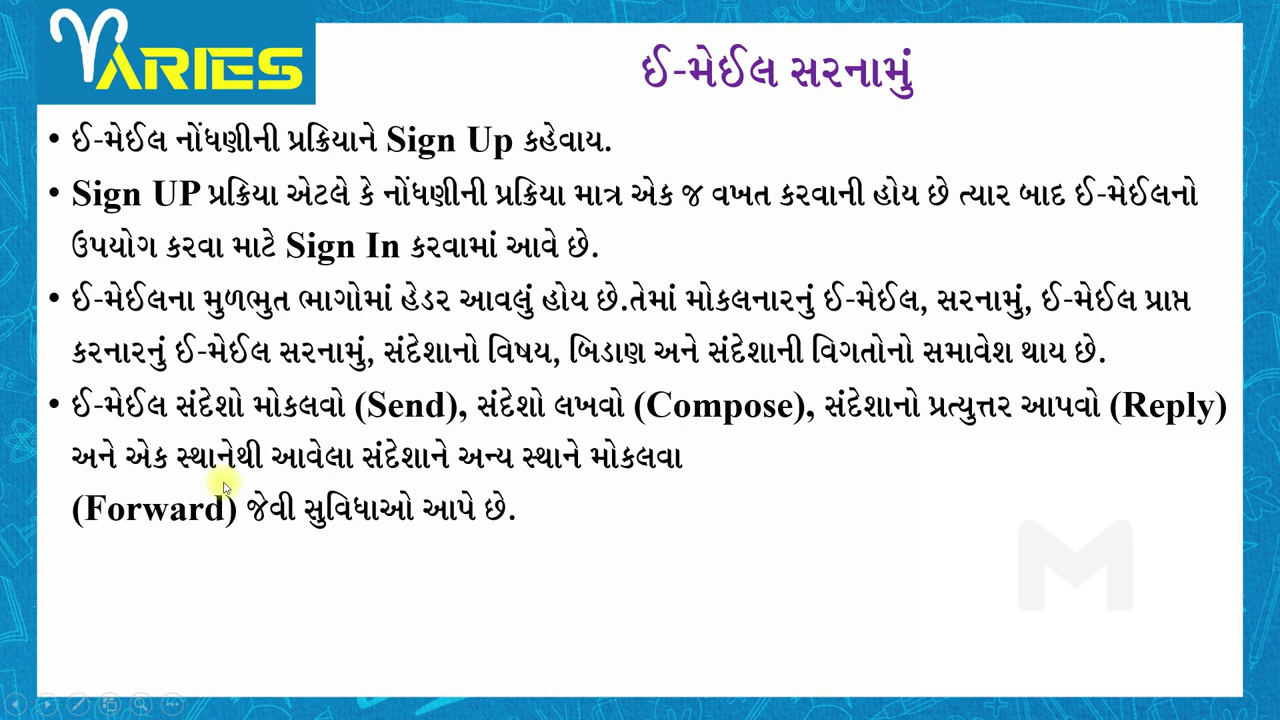 ARIES
ઈ-મેઈલ સરનામું
• ઈ-મેઈલ નોંધણીની પ્રક્રિયાને Sign Up કહેવાય.
• Sign UP પ્રક્રિયા એટલે કે નોંધણીની પ્રક્રિયા માત્ર એક જ વખત કરવાની હોય છે ત્યાર બાદ ઈ-મેઈલનો
ઉપયોગ કરવા માટે Sign In કરવામાં આવે છે.
• ઈ-મેઈલના મુળભુત ભાગોમાં હેડર આવલું હોય છે.તેમાં મોકલનારનું ઈ-મેઈલ, સરનામું, ઈ-મેઈલ પ્રાપ્ત
કરનારનું ઈ-મેઈલ સરનામું, સંદેશાનો વિષય, બિડાણ અને સંદેશાની વિગતોનો સમાવેશ થાય છે.
• ઈ-મેઈલ સંદેશો મોકલવો (Send), સંદેશો લખવો (Compose), સંદેશાનો પ્રત્યુત્તર આપવો (Reply)
અને એક સ્થાનેથી આવેલા સંદેશાને અન્ય સ્થાને મોકલવા
(Forward) જેવી સુવિધાઓ આપે છે.